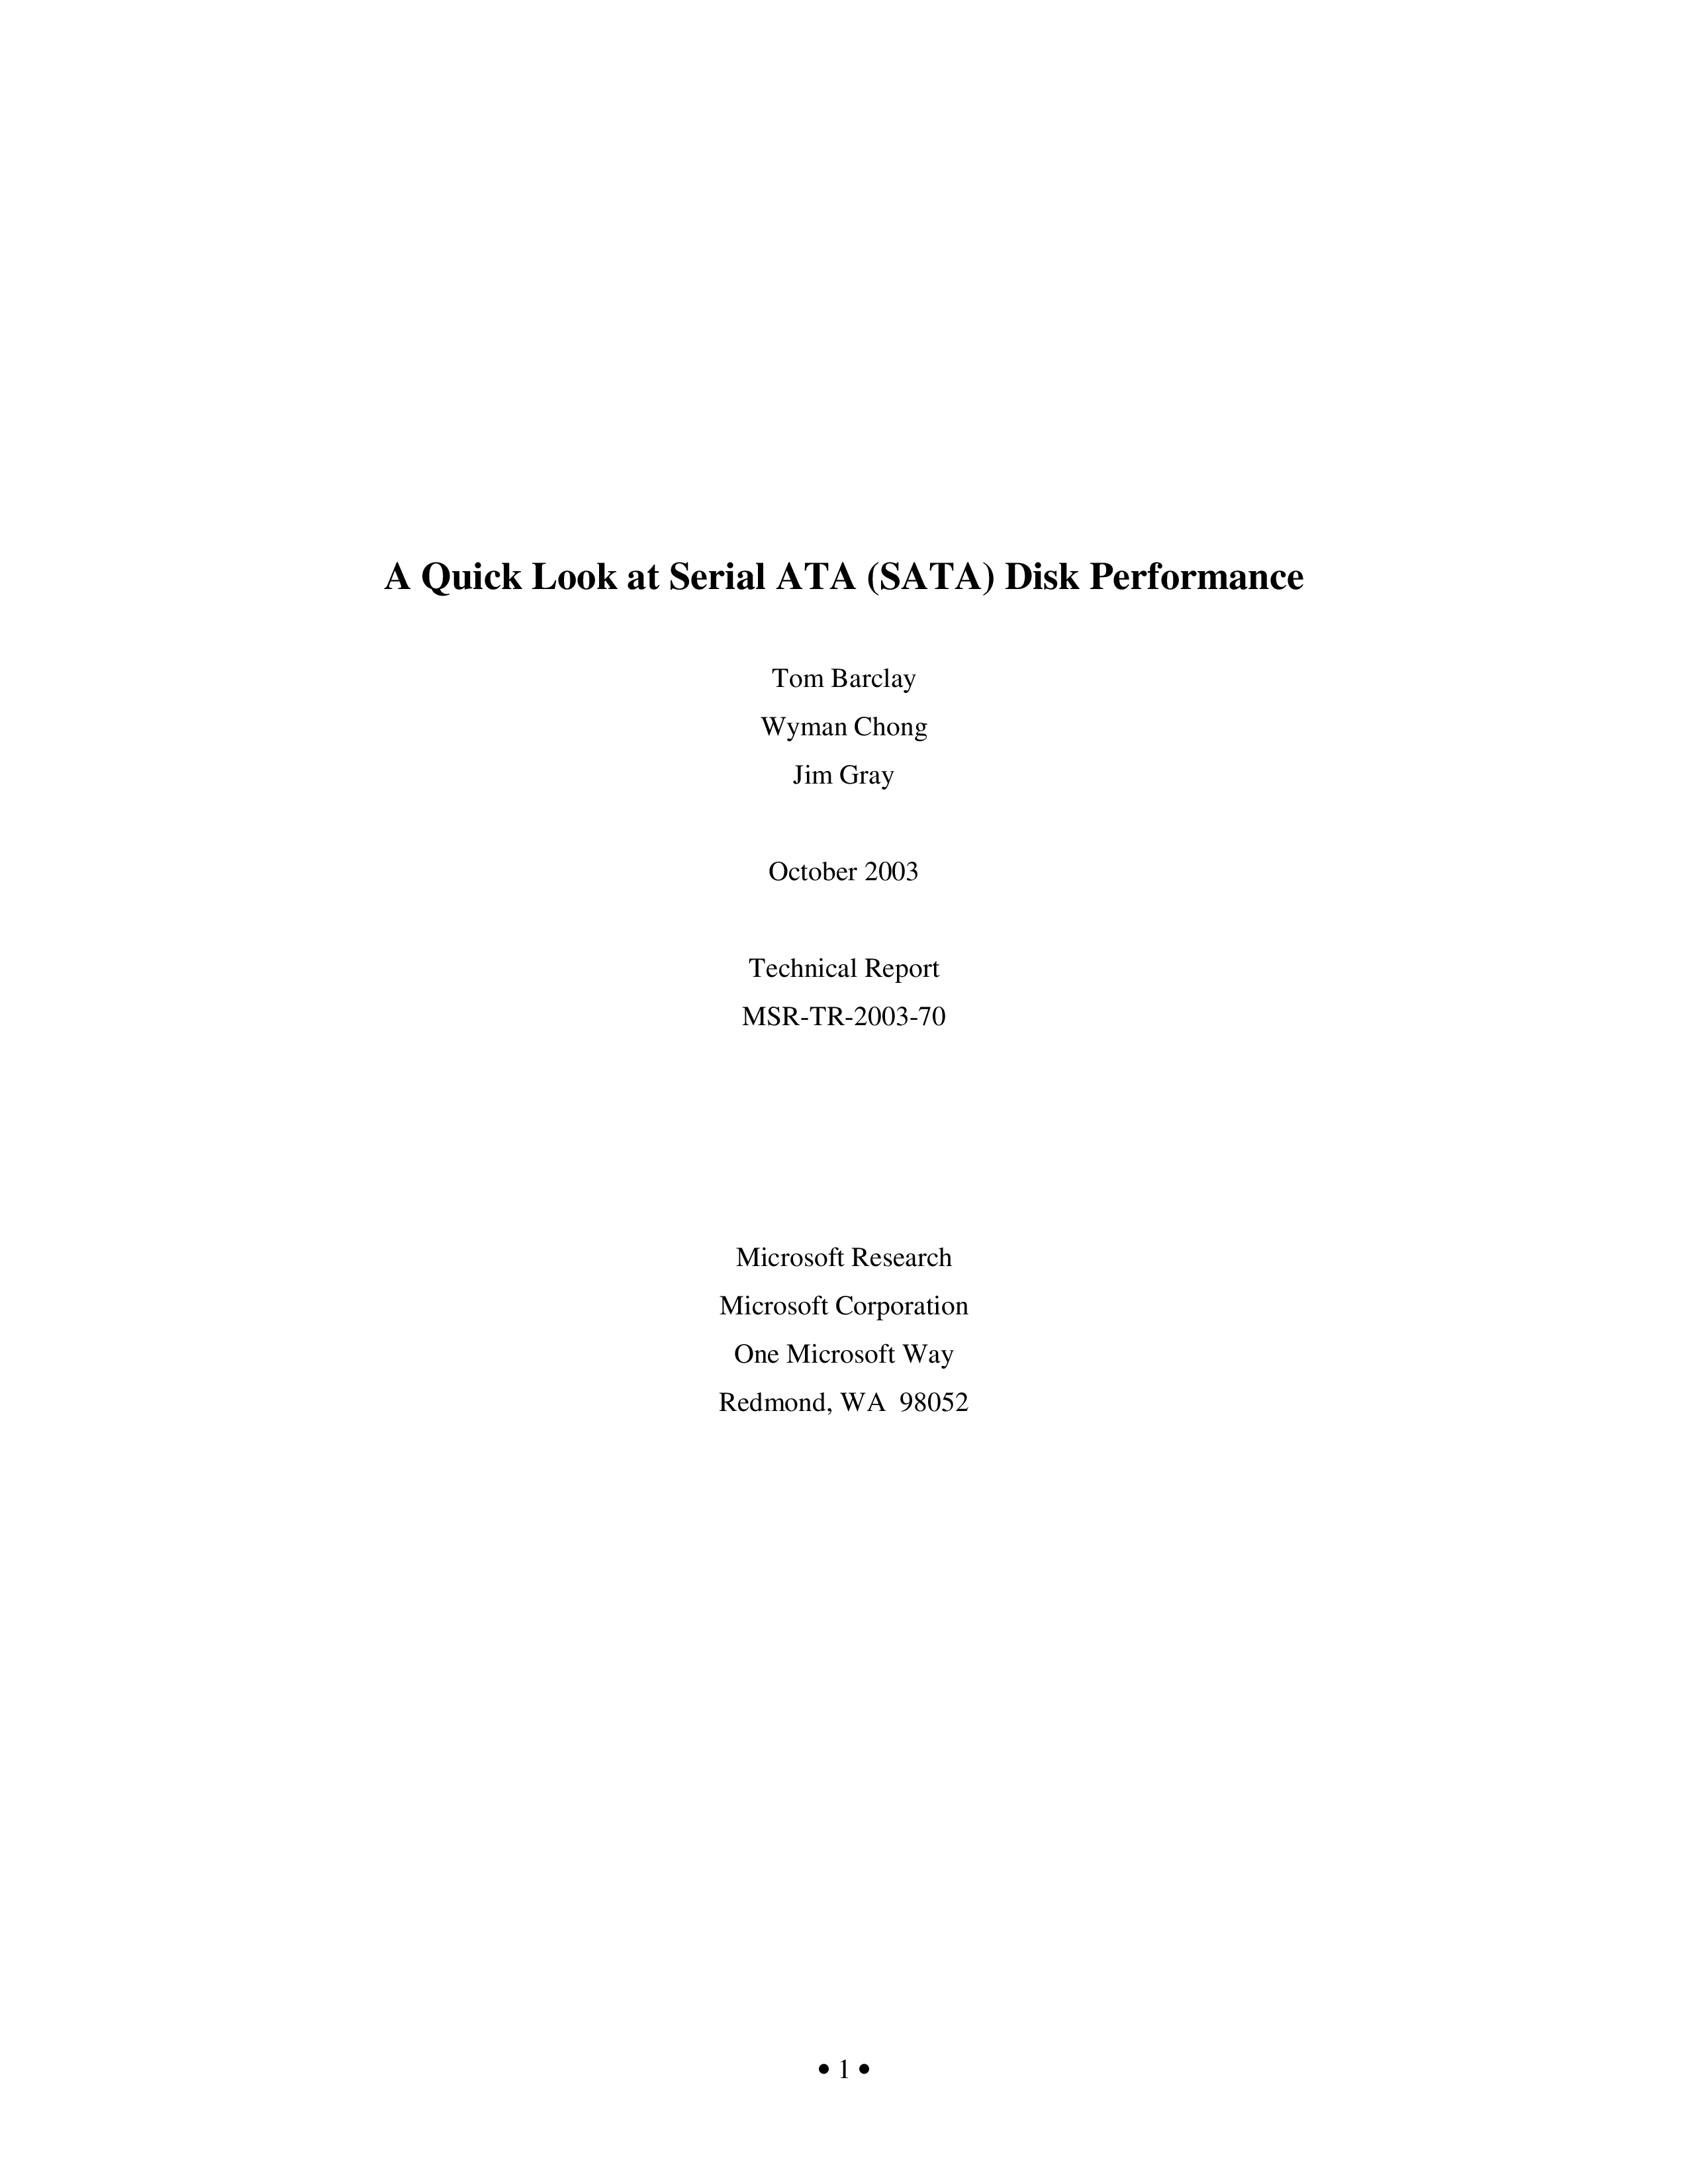 A Quick Look at Serial ATA (SATA) Disk Performance
Tom Barclay
Wyman Chong
Jim Gray
October 2003
Technical Report
MSR-TR-2003-70
Microsoft Research
Microsoft Corporation
One Microsoft Way
Redmond, WA  98052
• 1 •